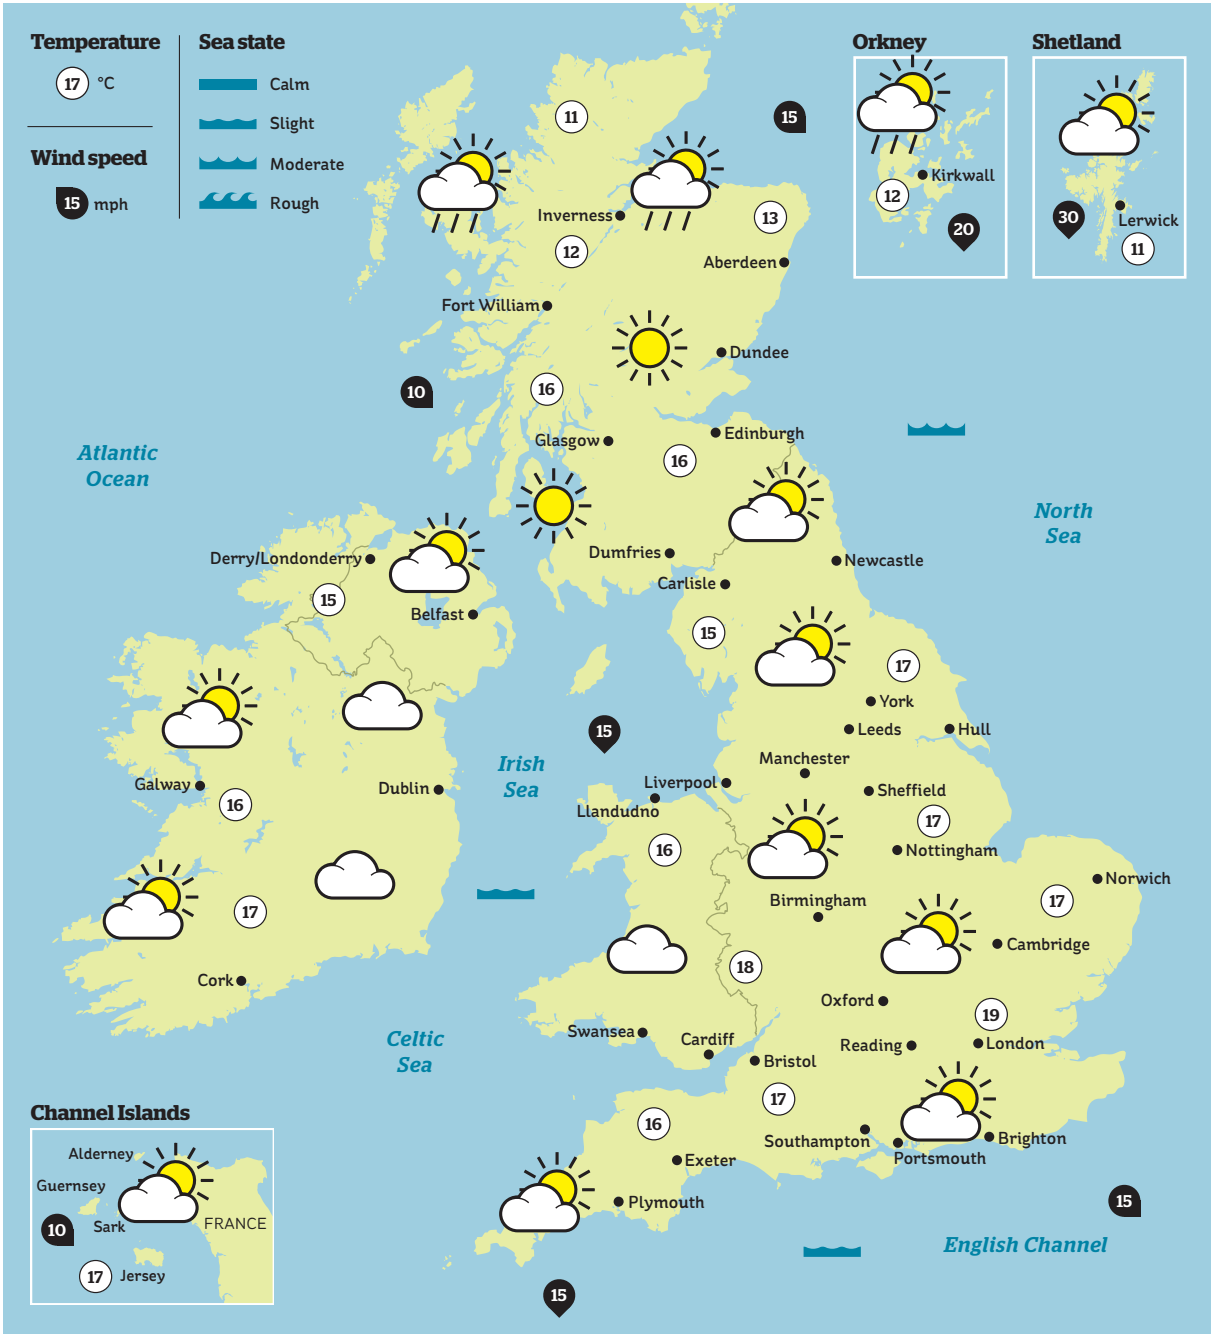 Temperature
17 °C
Wind speed
15 mph
Sea state
Calm
Slight
Moderate
Rough
Orkney
Kirkwall
12
20
Shetland
30
Lerwick
11
11
15
Inverness
13
12
Aberdeen
Fort William
Dundee
10
16
Glasgow
Edinburgh
16
Atlantic
Ocean
North
Sea
Derry/Londonderry
Dumfries
Newcastle
Carlisle
15
Belfast
15
17
York
15
Leeds
Hull
Irish
Sea
Manchester
Galway
Dublin
Liverpool
Sheffield
Llandudno
16
17
16
Nottingham
Norwich
Birmingham
17
17
Cambridge
18
Cork
Oxford
19
Swansea
Cardiff
Reading
London
Celtic
Sea
Bristol
17
16
Southampton
Brighton
Portsmouth
Exeter
Plymouth
15
English Channel
15
Channel Islands
Alderney
Guernsey
10
Sark
FRANCE
17
Jersey